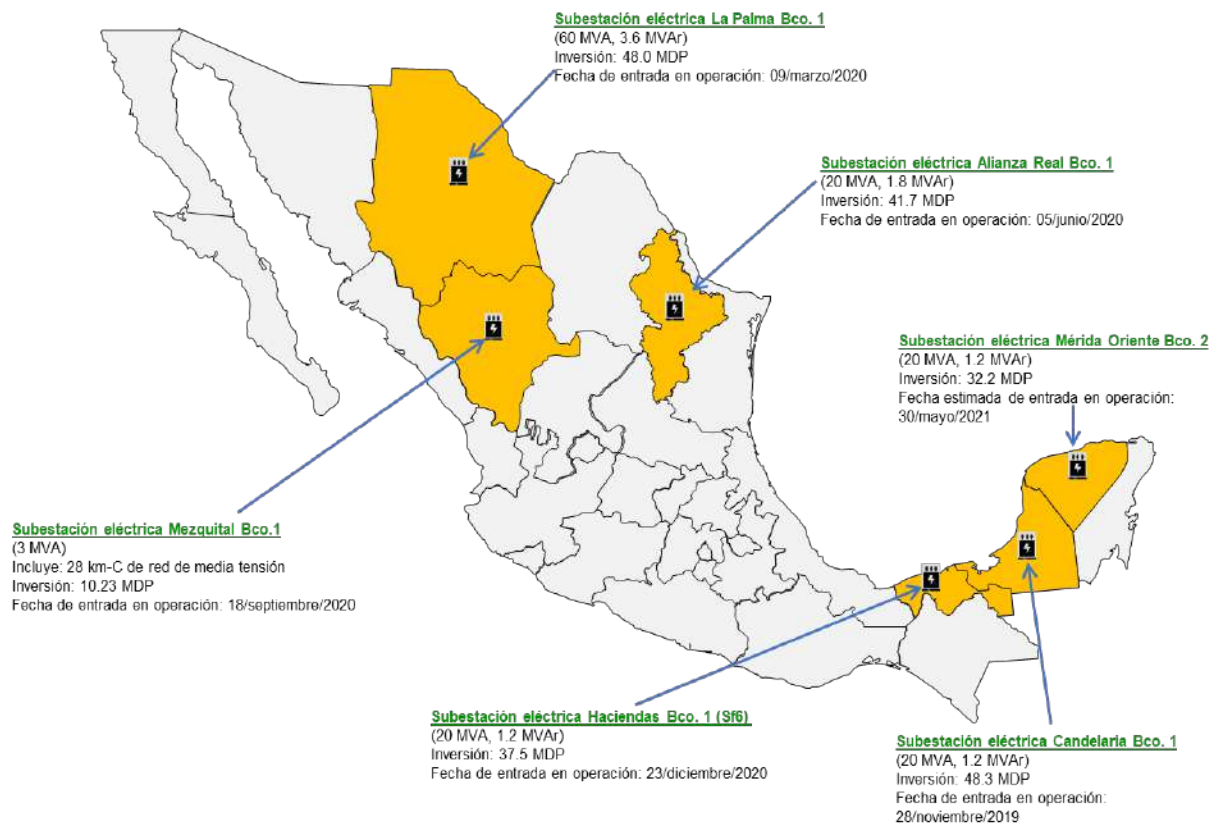 Subestación eléctrica La Palma Bco. 1
(60 MVA, 3.6 MVAr)
Inversión: 48.0 MDP
Fecha de entrada en operación: 09/marzo/2020
Subestación eléctrica Alianza Real Bco. 1
(20 MVA, 1.8 MVAr)
Inversión: 41.7 MDP
Fecha de entrada en operación: 05/junio/2020
Subestación eléctrica Mérida Oriente Bco. 2
(20 MVA, 1.2 MVAr)
Inversión: 32.2 MDP
Fecha estimada de entrada en operación:
30/mayo/2021
Subestación eléctrica Mezquital Bco.1
(3 MVA)
Incluye: 28 km-C de red de media tensión
Inversión: 10.23 MDP
Fecha de entrada en operación: 18/septiembre/2020
Subestación eléctrica Haciendas Bco. 1 (Sf6)
(20 MVA, 1.2 MVAr)
Inversión: 37.5 MDP
Fecha de entrada en operación: 23/diciembre/2020
Subestación eléctrica Candelaria Bco. 1
(20 MVA, 1.2 MVAr)
Inversión: 48.3 MDP
Fecha de entrada en operación:
28/noviembre/2019